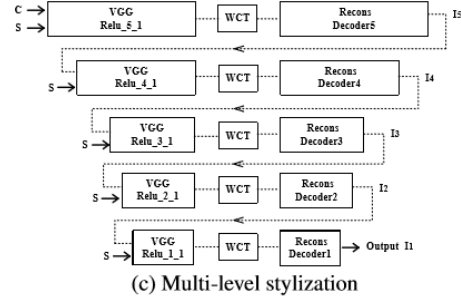 C
S
VGG
Relu_5_1
WCT
Recons
Decoder5
I5
S
VGG
Relu_4_1
WCT
Recons
Decoder4
I4
S
VGG
Relu_3_1
WCT
Recons
Decoder3
I3
S
VGG
Relu_2_1
WCT
Recons
Decoder2
I2
S
VGG
Relu_1_1
WCT
Recons
Decoder1
Output I1
(c) Multi-level stylization